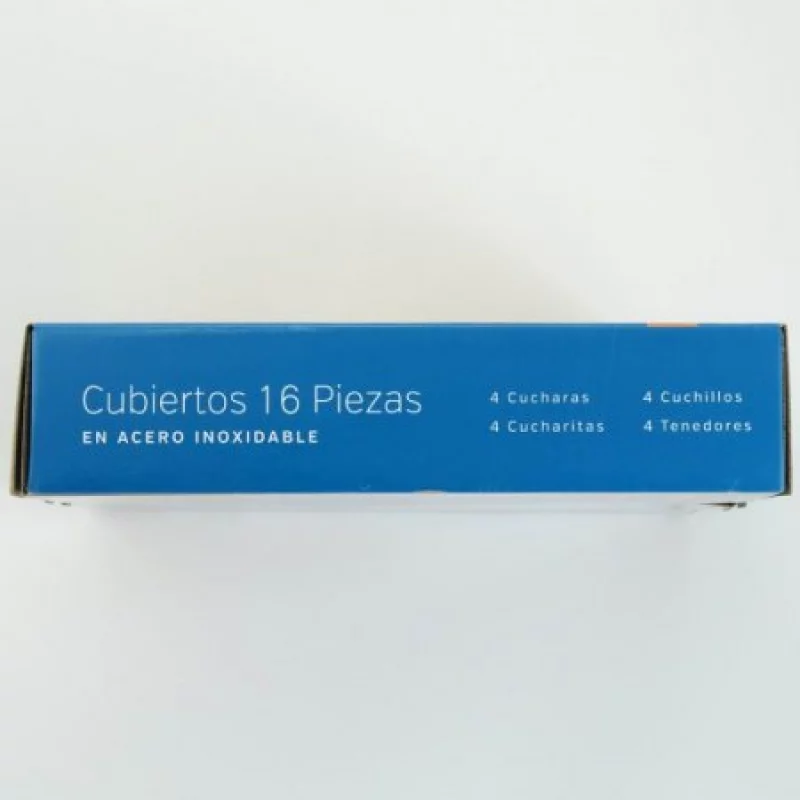 Cubiertos 16 Piezas
EN ACERO INOXIDABLE
4 Cucharas
4 Cucharitas
4 Cuchillos
4 Tenedores